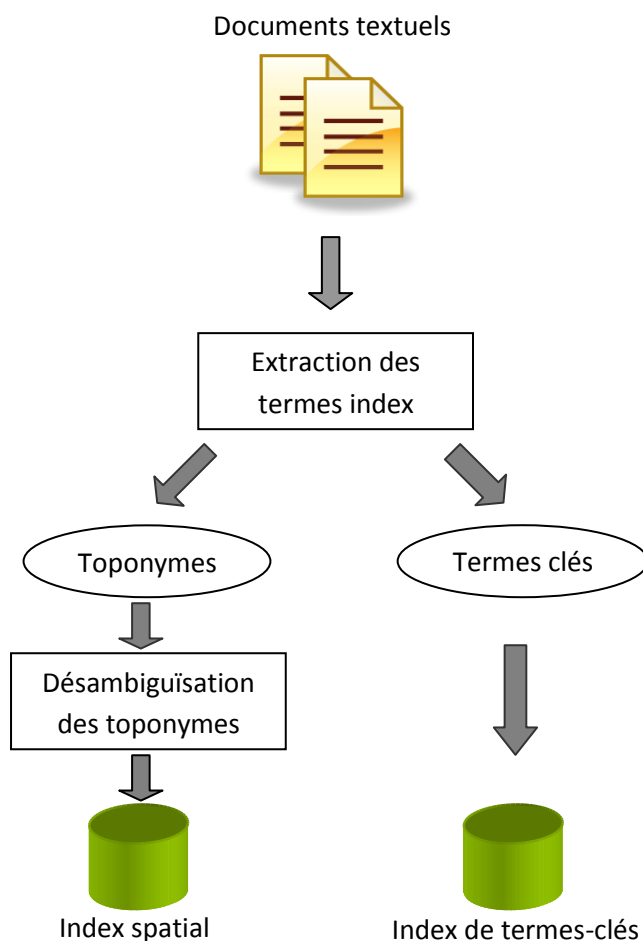 Documents textuels
Extraction des
termes index
Toponymes
Termes clés
Désambiguïsation
des toponymes
Index spatial
Index de termes-clés